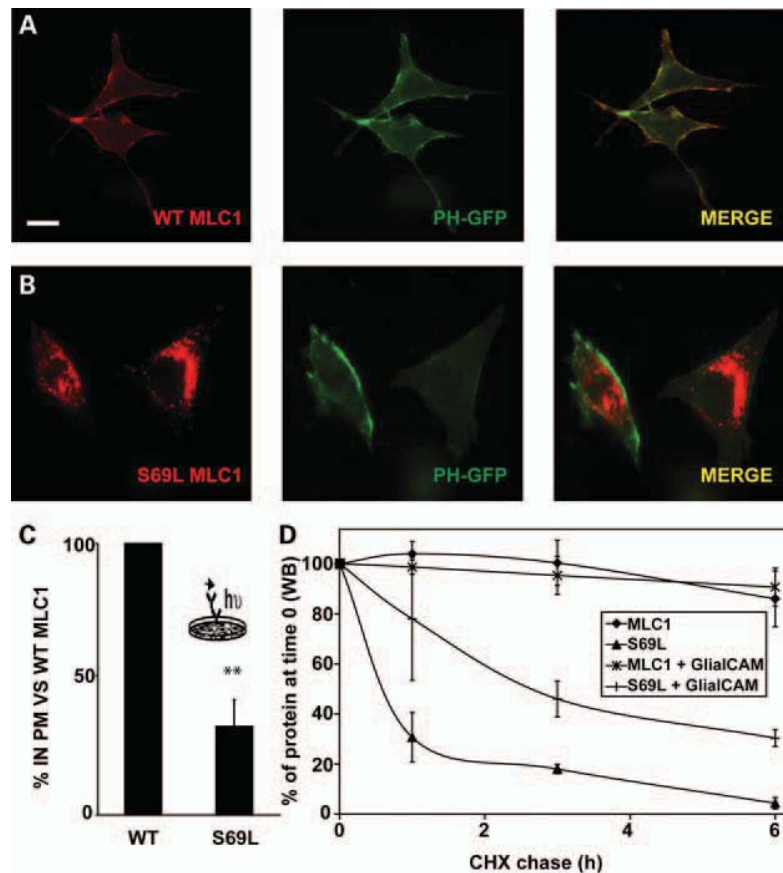 A
WT MLC1
PH-GFP
MERGE
B
S69L MLC1
PH-GFP
MERGE
C
% IN PM VS WT MLC1
100
50
0
hυ
**
WT
S69L
D
% of protein at time 0 (WB)
100
80
60
40
20
0
MLC1
S69L
MLC1 + GlialCAM
S69L + GlialCAM
0
2
4
6
CHX chase (h)